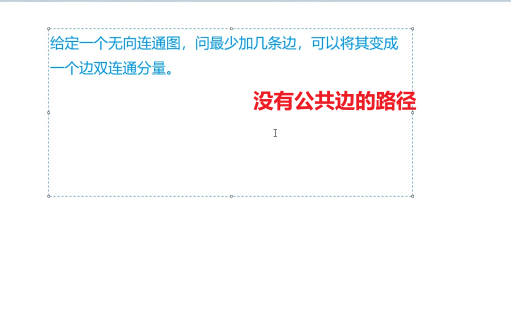 给定一个无向连通图，问最少加几条边，可以将其变成
一个边双连通分量。
没有公共边的路径